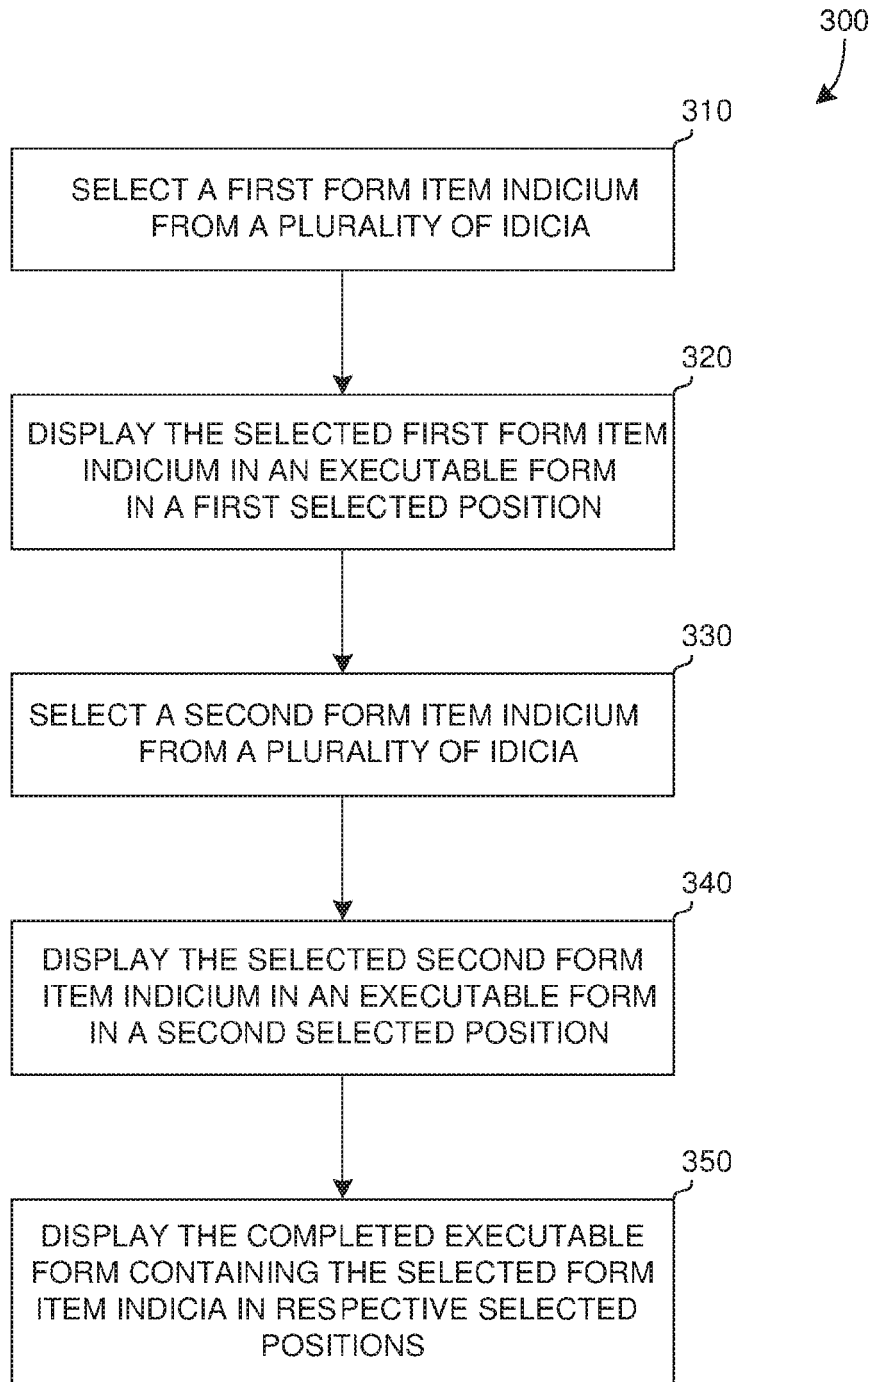 300
310
SELECT A FIRST FORM ITEM INDICIUM
FROM A PLURALITY OF IDICIA
320
DISPLAY THE SELECTED FIRST FORM ITEM
INDICIUM IN AN EXECUTABLE FORM
IN A FIRST SELECTED POSITION
330
SELECT A SECOND FORM ITEM INDICIUM
FROM A PLURALITY OF IDICIA
340
DISPLAY THE SELECTED SECOND FORM
ITEM INDICIUM IN AN EXECUTABLE FORM
IN A SECOND SELECTED POSITION
350
DISPLAY THE COMPLETED EXECUTABLE
FORM CONTAINING THE SELECTED FORM
ITEM INDICIA IN RESPECTIVE SELECTED
POSITIONS